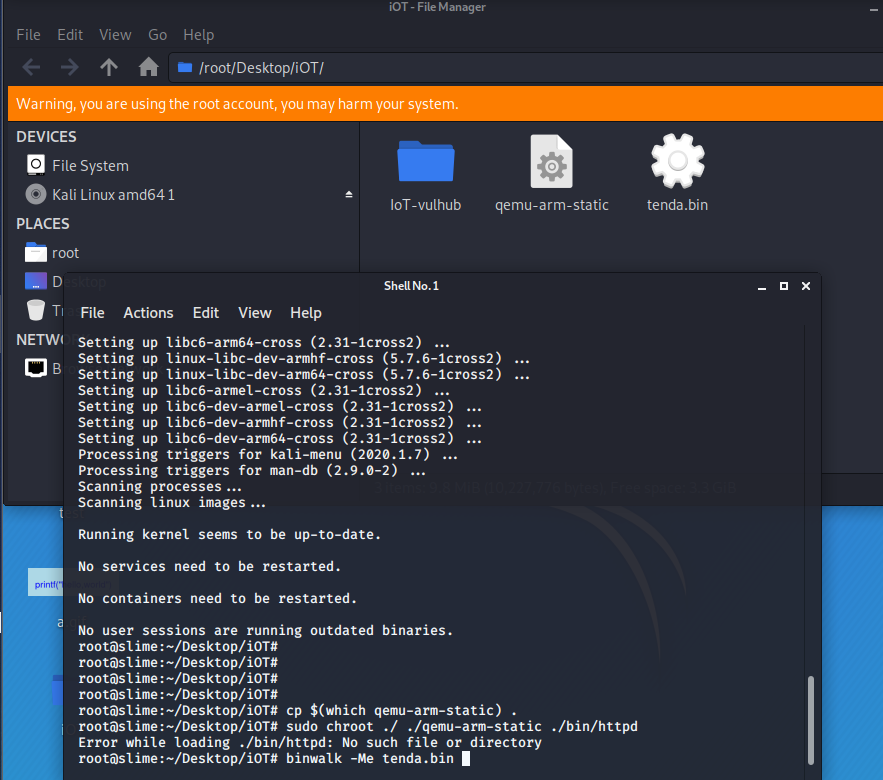 iOT - File Manager
File Edit View Go Help
/root/Desktop/iOT/
Warning, you are using the root account, you may harm your system.
DEVICES
File System
Kali Linux amd64 1
PLACES
root
Desktop
NETW
IoT-vulhub
qemu-arm-static
tenda.bin
Shell No.1
File Actions Edit View Help
Setting up libc6-arm64-cross (2.31-1cross2) ...
Setting up linux-libc-dev-armhf-cross (5.7.6-1cross2) ...
Setting up linux-libc-dev-arm64-cross (5.7.6-1cross2) ...
Setting up libc6-armel-cross (2.31-1cross2) ...
Setting up libc6-dev-armel-cross (2.31-1cross2) ...
Setting up libc6-dev-armhf-cross (2.31-1cross2) ...
Setting up libc6-dev-arm64-cross (2.31-1cross2) ...
Processing triggers for kali-menu (2020.1.7) ...
Processing triggers for man-db (2.9.0-2) ...
Scanning processes...
Scanning linux images...
Running kernel seems to be up-to-date.
No services need to be restarted.
No containers need to be restarted.
No user sessions are running outdated binaries.
root@slime:~/Desktop/iOT#
root@slime:~/Desktop/iOT#
root@slime:~/Desktop/iOT#
root@slime:~/Desktop/iOT#
root@slime:~/Desktop/iOT# cp $(which qemu-arm-static) .
root@slime:~/Desktop/iOT# sudo chroot ./ ./qemu-arm-static ./bin/httpd
Error while loading ./bin/httpd: No such file or directory
root@slime:~/Desktop/iOT# binwalk -Me tenda.bin
printf("